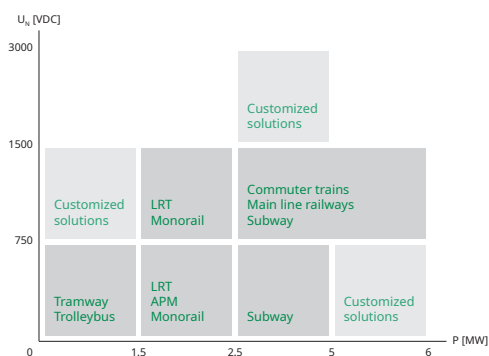 U_N [VDC]
3000
Customized
solutions
1500
Customized
solutions
LRT
Monorail
Commuter trains
Main line railways
Subway
750
Tramway
Trolleybus
LRT
APM
Monorail
Subway
Customized
solutions
0
1.5
2.5
5
6
P [MW]